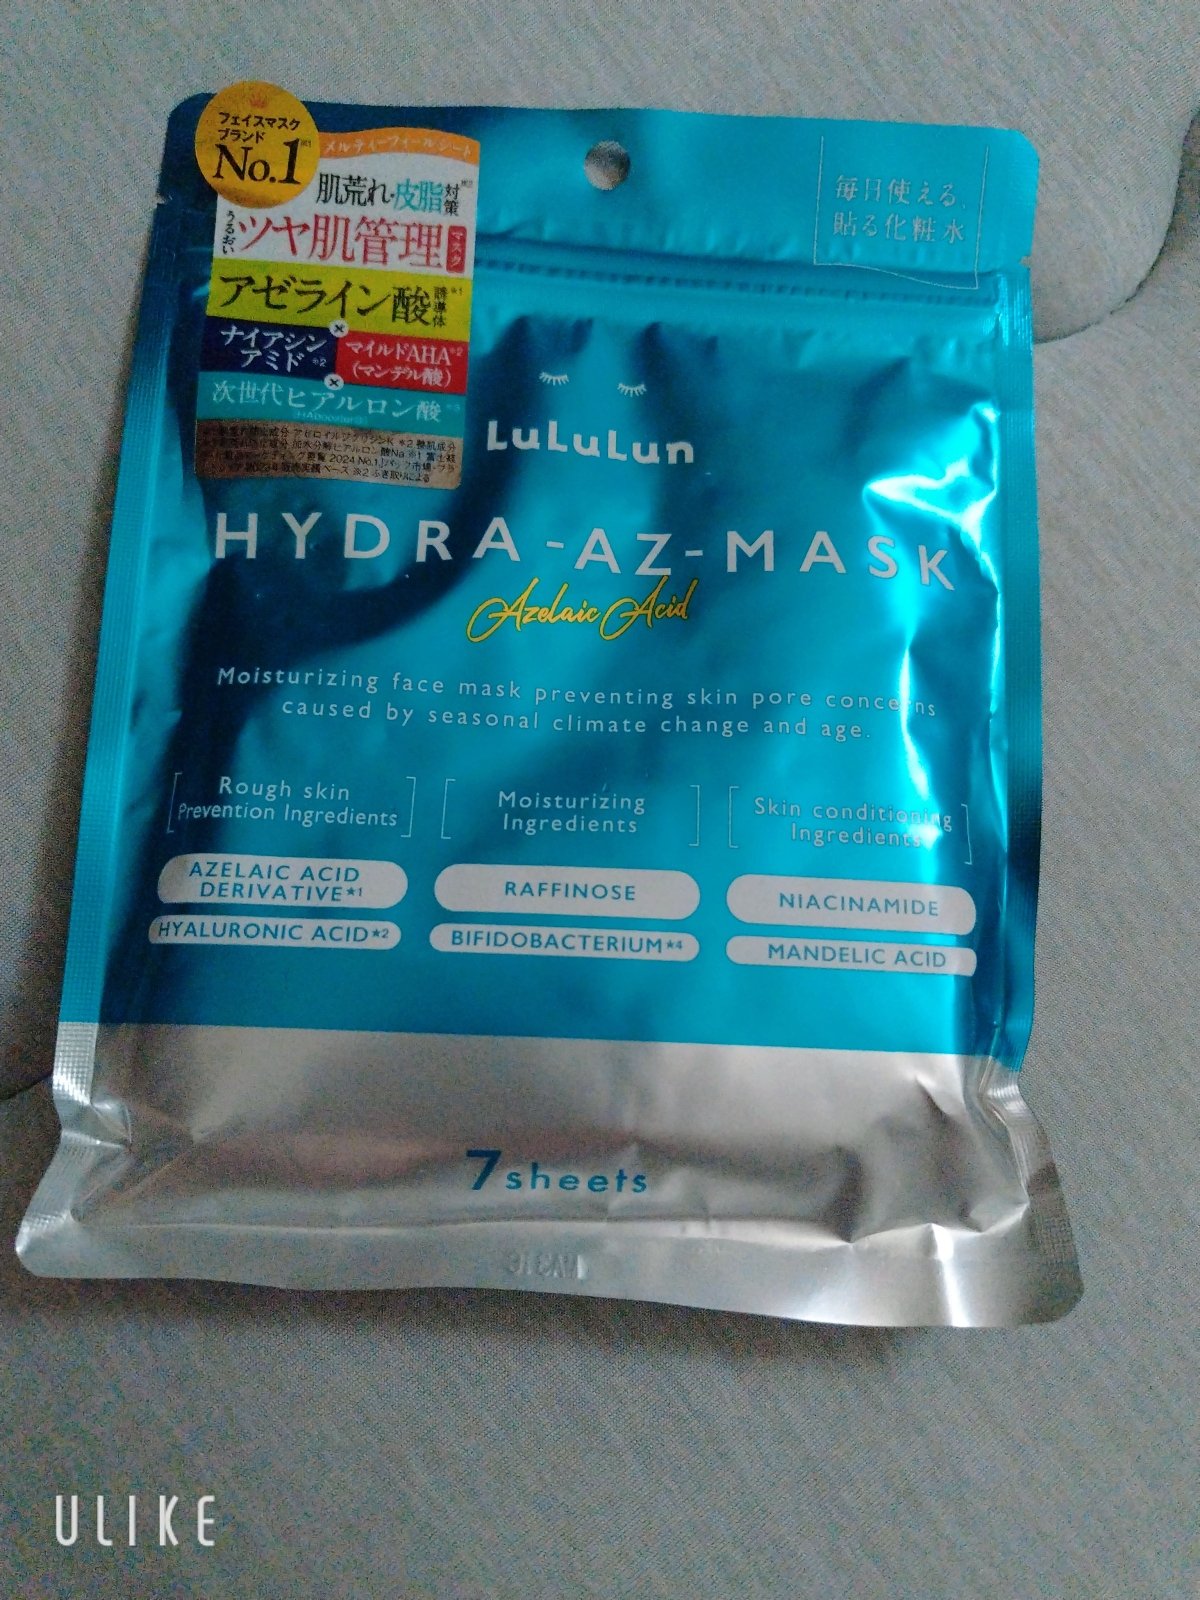 フェイスマスク
ブランド
No.1
メルティーフィールシート
肌荒れ・皮脂対策
うるおい
ツヤ肌管理
マスク
アゼライン酸
誘導体
ナイアシン
アミド
×
マイルドAHA
(マンデル酸)
×
次世代ヒアルロン酸
毎日使える、
貼る化粧水
LuLuLun
HYDRA-AZ-MASK
Azelaic Acid
Moisturizing face mask preventing skin pore concerns
caused by seasonal climate change and age.
Rough skin
Prevention Ingredients
Moisturizing
Ingredients
Skin conditioning
Ingredients
AZELAIC ACID
DERIVATIVE★1
RAFFINOSE
NIACINAMIDE
HYALURONIC ACID★2
BIFIDOBACTERIUM★4
MANDELIC ACID
7 sheets
ULIKE